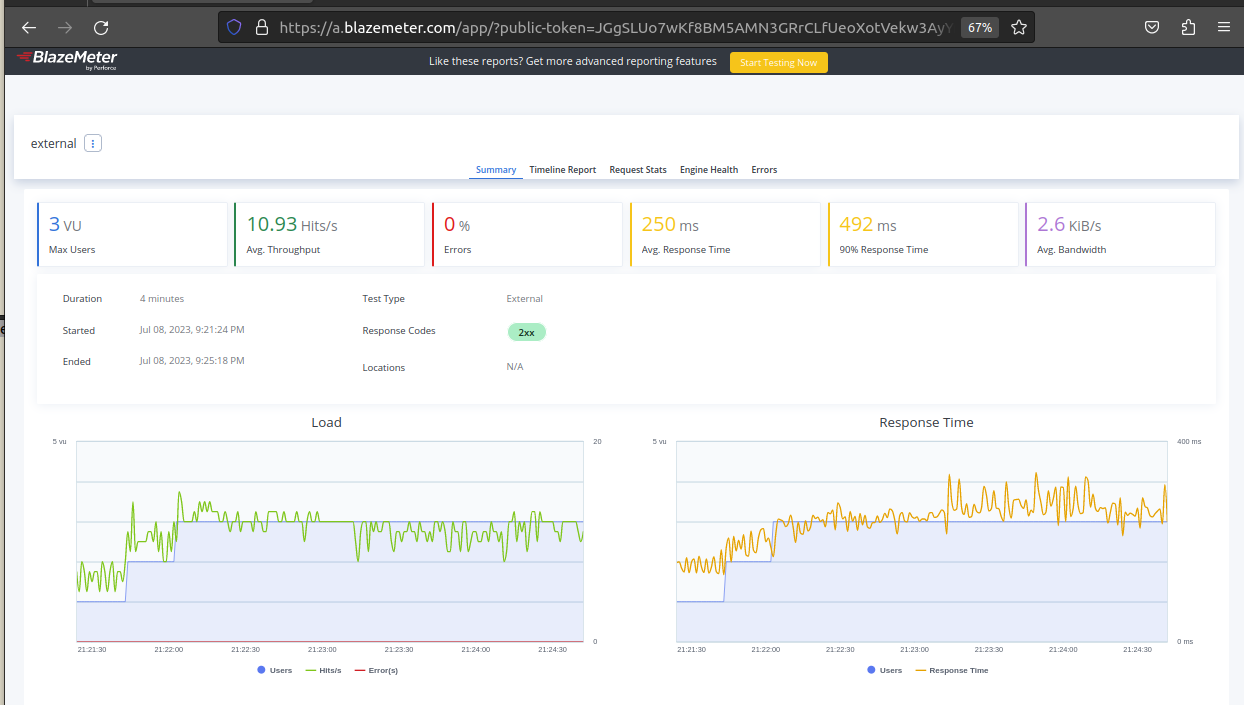 https://a.blazemeter.com/app/?public-token=JGgSLUo7wKf8BM5AMN3GRrCLfUeoXotVekw3AyY
67%
BlazeMeter
by Perforce
Like these reports? Get more advanced reporting features
Start Testing Now
external
Summary Timeline Report Request Stats Engine Health Errors
3 VU
Max Users
10.93 Hits/s
Avg. Throughput
0 %
Errors
250 ms
Avg. Response Time
492 ms
90% Response Time
2.6 KiB/s
Avg. Bandwidth
Duration 4 minutes
Started Jul 08, 2023, 9:21:24 PM
Ended Jul 08, 2023, 9:25:18 PM
Test Type External
Response Codes 2xx
Locations N/A
Load
5 vu 20
0
21:21:30 21:22:00 21:22:30 21:23:00 21:23:30 21:24:00 21:24:30
Users Hits/s Error(s)
Response Time
5 vu 400 ms
0 ms
21:21:30 21:22:00 21:22:30 21:23:00 21:23:30 21:24:00 21:24:30
Users Response Time